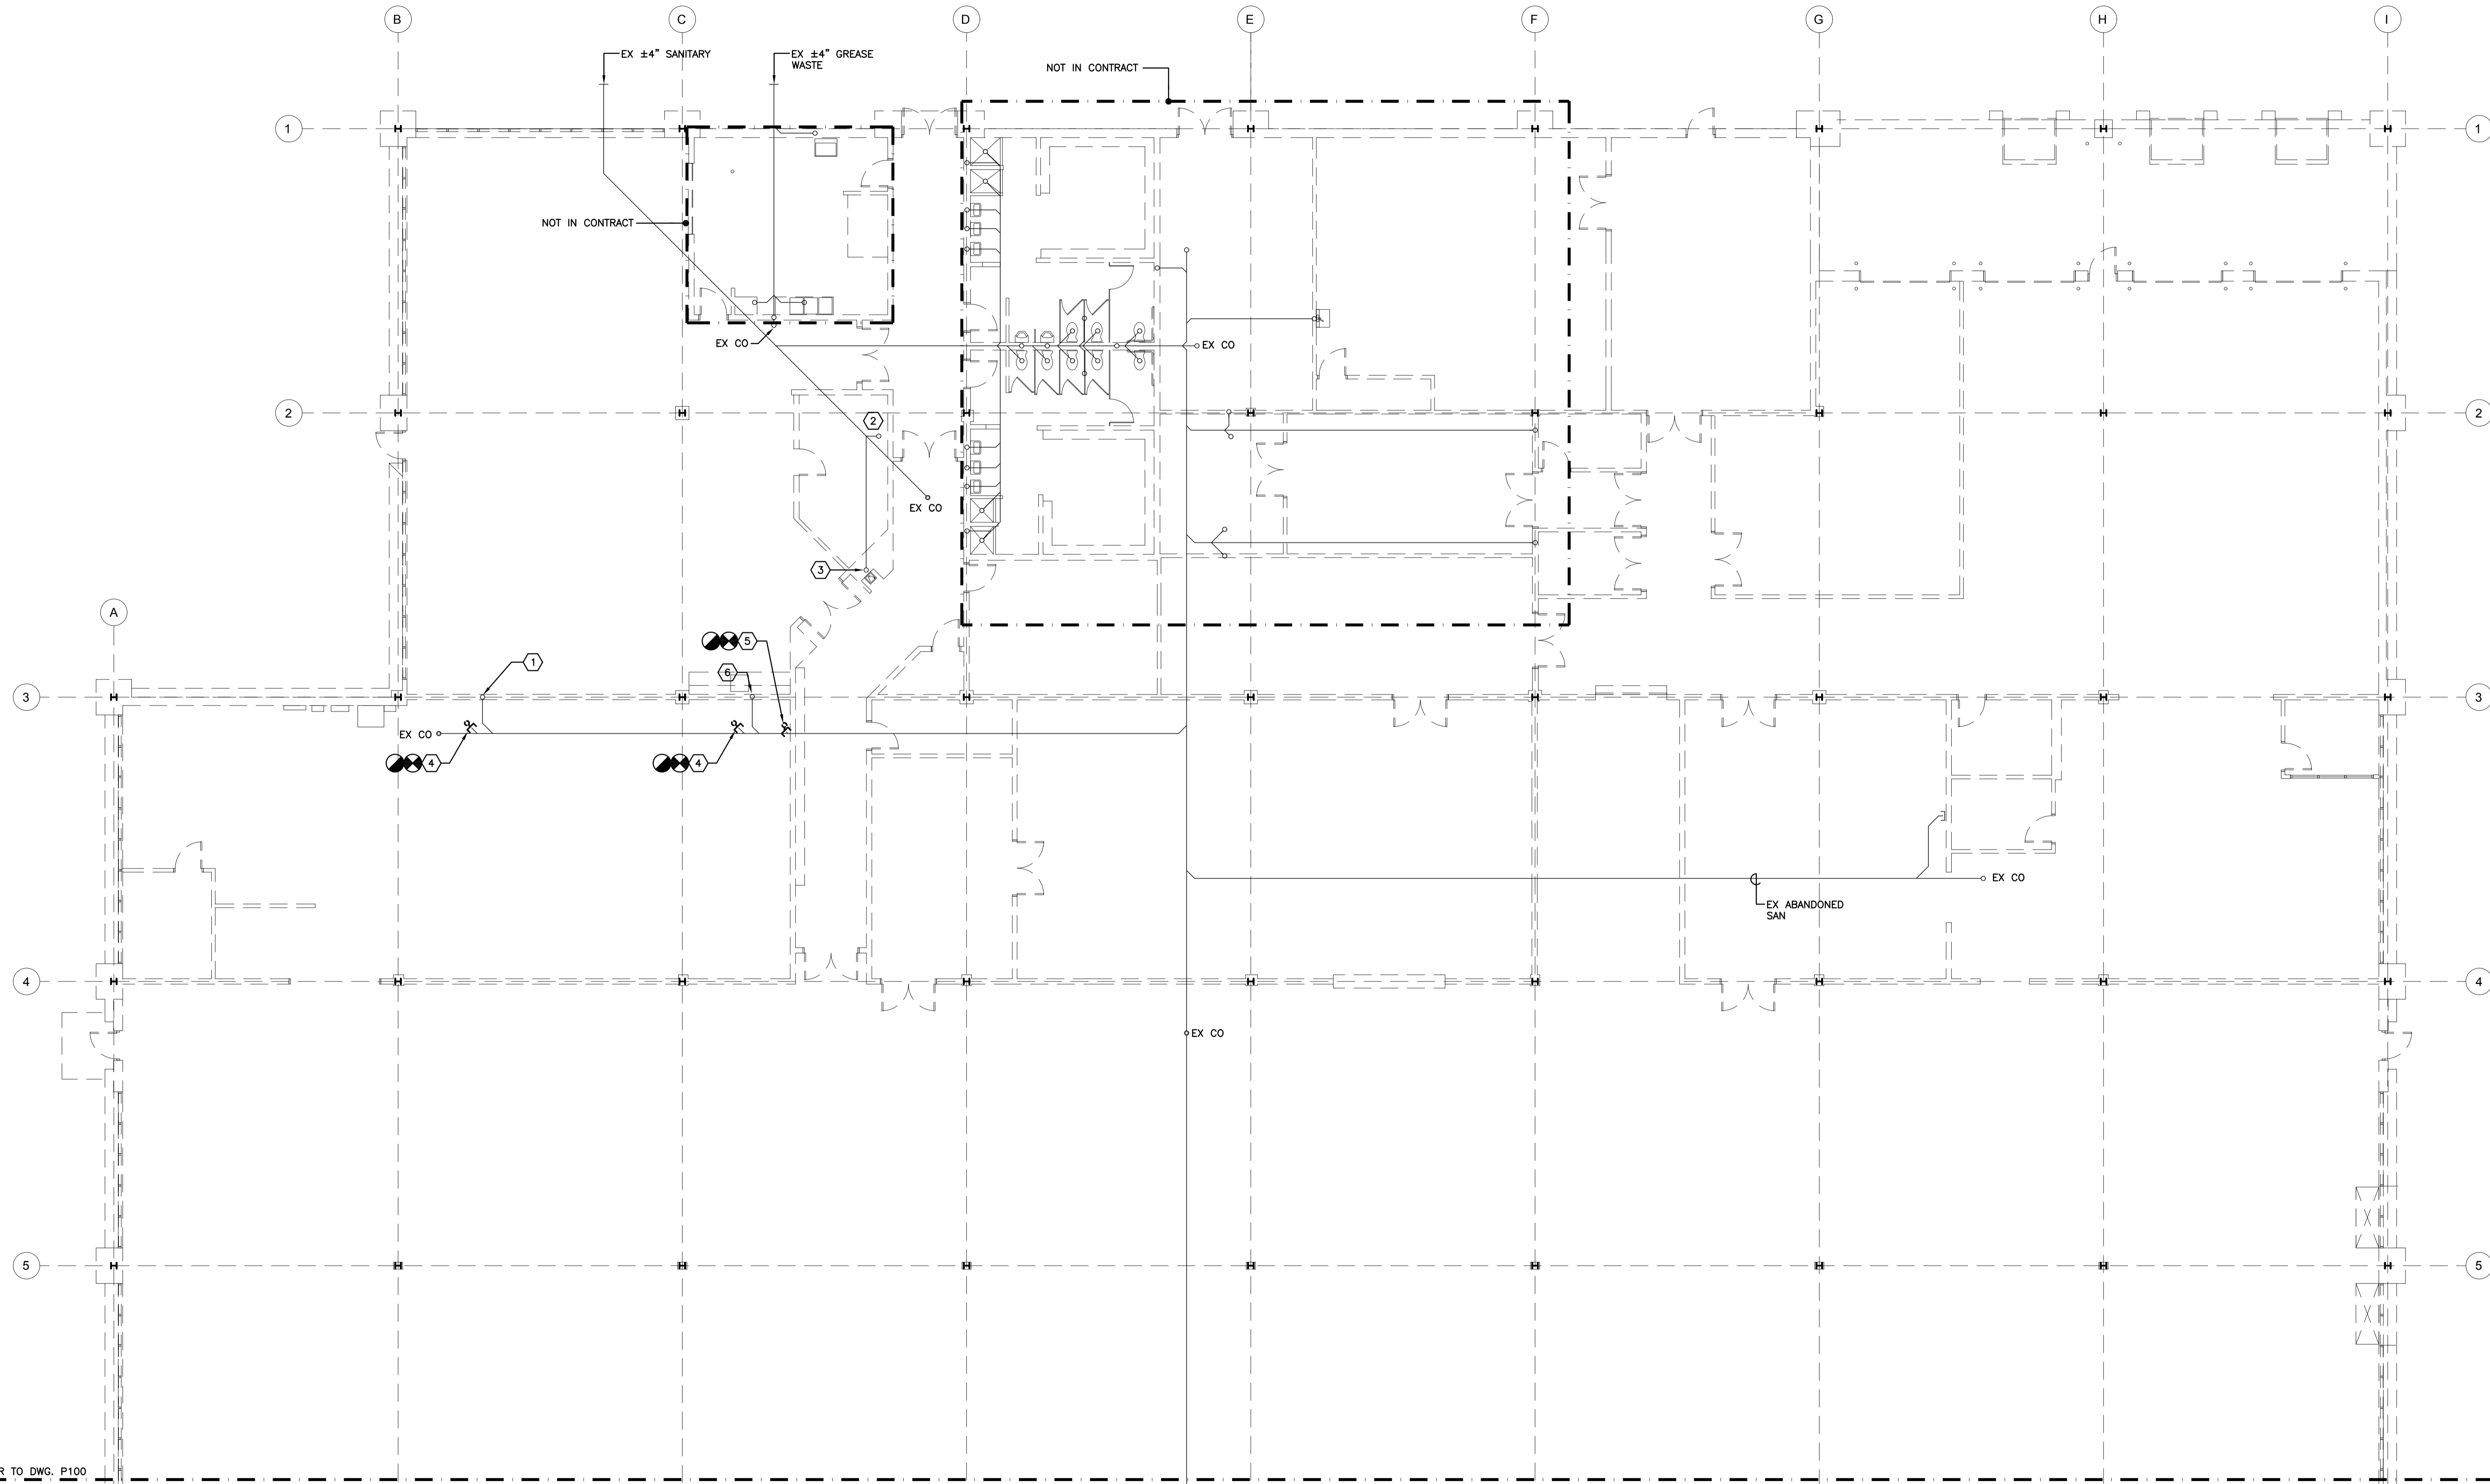 B
C
D
E
F
G
H
I
EX ±4" SANITARY
EX ±4" GREASE
WASTE
NOT IN CONTRACT
1
1
NOT IN CONTRACT
EX CO
EX CO
2
2
2
EX CO
3
A
5
1
6
3
3
EX CO
4
4
EX CO
EX ABANDONED
SAN
4
4
EX CO
5
5
TO DWG. P100